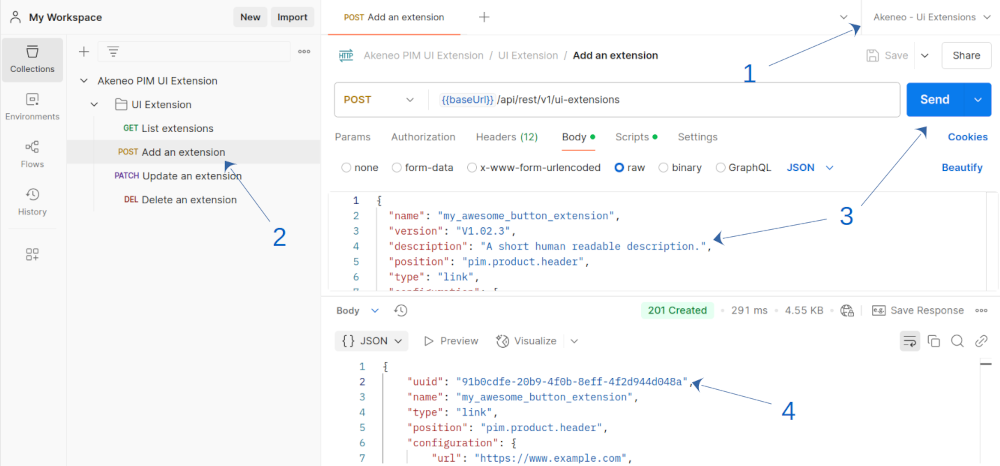 My Workspace
New
Import
POST Add an extension
Akeneo - Ui Extensions
1
Collections
Environments
Flows
History
Akeneo PIM UI Extension
UI Extension
GET List extensions
POST Add an extension
PATCH Update an extension
DEL Delete an extension
2
HTTP Akeneo PIM UI Extension / UI Extension / Add an extension
Save
Share
POST
{{baseUrl}} /api/rest/v1/ui-extensions
Send
Params Authorization Headers (12) Body Scripts Settings
Cookies
none form-data x-www-form-urlencoded raw binary GraphQL JSON
Beautify
3
1 {
2 "name": "my_awesome_button_extension",
3 "version": "V1.02.3",
4 "description": "A short human readable description.",
5 "position": "pim.product.header",
6 "type": "link",
"configuration": {
Body
201 Created • 291 ms • 4.55 KB
e.g. Save Response
{} JSON Preview Visualize
1 {
2 "uuid": "91b0cdfe-20b9-4f0b-8eff-4f2d944d048a",
3 "name": "my_awesome_button_extension",
4 "type": "link",
5 "position": "pim.product.header",
6 "configuration": {
7 "url": "https://www.example.com",
4